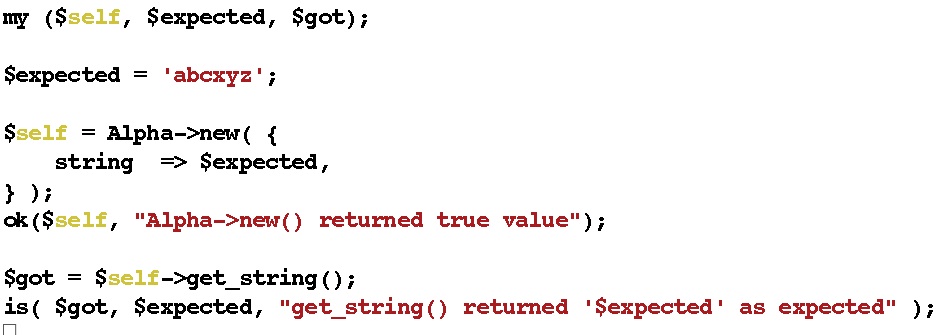 my ($self, $expected, $got);
$expected = 'abcxyz';
$self = Alpha->new( {
    string  => $expected,
} );
ok($self, "Alpha->new() returned true value");
$got = $self->get_string();
is( $got, $expected, "get_string() returned '$expected' as expected" );